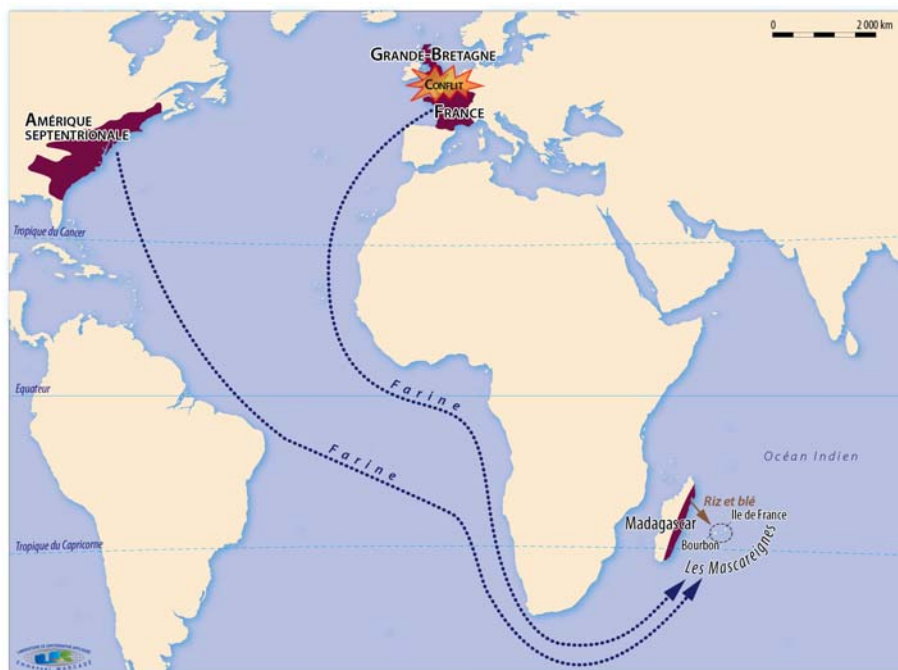 0 2 000 km
GRANDE-BRETAGNE
CONFLIT
FRANCE
AMÉRIQUE
SEPTENTRIONALE
Tropique du Cancer
Equateur
Farine
Farine
Océan Indien
Riz et blé
Ile de France
Madagascar
Bourbon
Les Mascareignes
Tropique du Capricorne